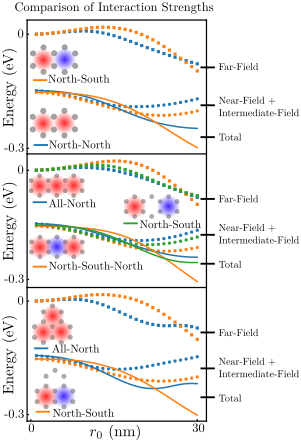 Comparison of Interaction Strengths
0
Energy (eV)
-0.3
North-South
North-North
Far-Field
Near-Field +
Intermediate-Field
Total
0
Energy (eV)
-0.3
All-North
North-South
North-South-North
Far-Field
Near-Field +
Intermediate-Field
Total
0
Energy (eV)
-0.3
All-North
North-South
Far-Field
Near-Field +
Intermediate-Field
Total
0
r0 (nm)
30